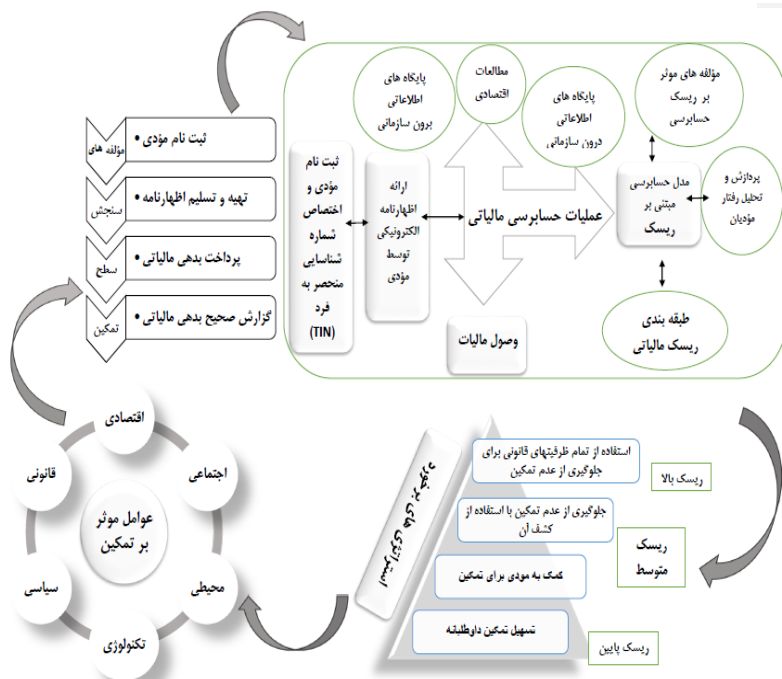 مؤلفه های
سنجش
سطح
تمکین
• ثبت نام مؤدی
• تهیه و تسلیم اظهارنامه
• پرداخت بدهی مالیاتی
• گزارش صحیح بدهی مالیاتی
پایگاه های
اطلاعاتی
برون سازمانی
مطالعات
اقتصادی
پایگاه های
اطلاعاتی
درون سازمانی
مؤلفه های موثر
بر ریسک
حسابرسی
ثبت نام
مؤدی و
اختصاص
شماره
شناسایی
منحصر به
فرد
(TIN)
ارائه
اظهارنامه
الکترونیکی
توسط
مؤدی
عملیات حسابرسی مالیاتی
مدل حسابرسی
مبتنی بر
ریسک
پردازش و
تحلیل رفتار
مؤدیان
وصول مالیات
طبقه بندی
ریسک مالیاتی
استراتژی های برخورد
استفاده از تمام ظرفیتهای قانونی برای
جلوگیری از عدم تمکین
جلوگیری از عدم تمکین با استفاده از
کشف آن
کمک به مودی برای تمکین
تسهیل تمکین داوطلبانه
ریسک بالا
ریسک
متوسط
ریسک پایین
عوامل موثر
بر تمکین
اقتصادی
اجتماعی
محیطی
تکنولوژی
سیاسی
قانونی